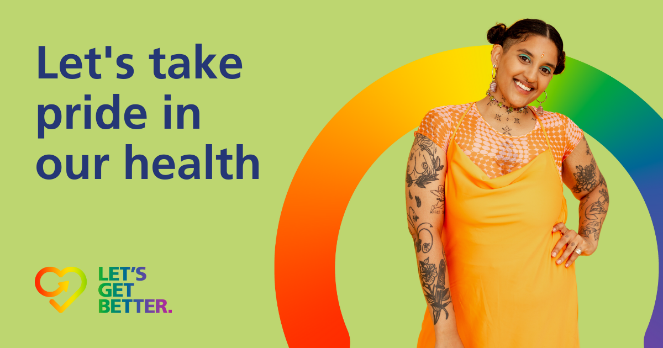 Let's take
pride in
our health
LET'S
GET
BETTER.